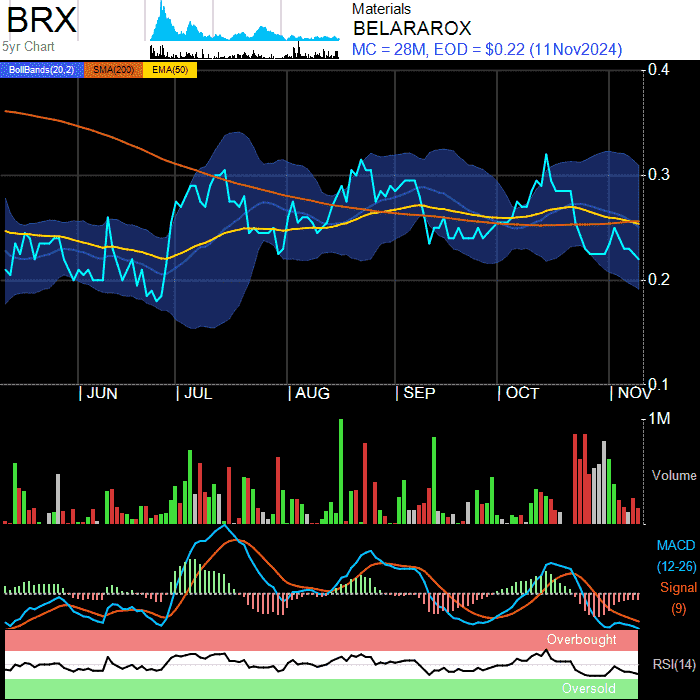 BRX
5yr Chart
Materials
BELARAROX
MC = 28M, EOD = $0.22 (11Nov2024)
BollBands(20,2) SMA(200) EMA(50)
0.4
0.3
0.2
0.1
| JUN | JUL | AUG | SEP | OCT | NOV
1M
Volume
MACD
(12-26)
Signal
(9)
Overbought
RSI(14)
Oversold